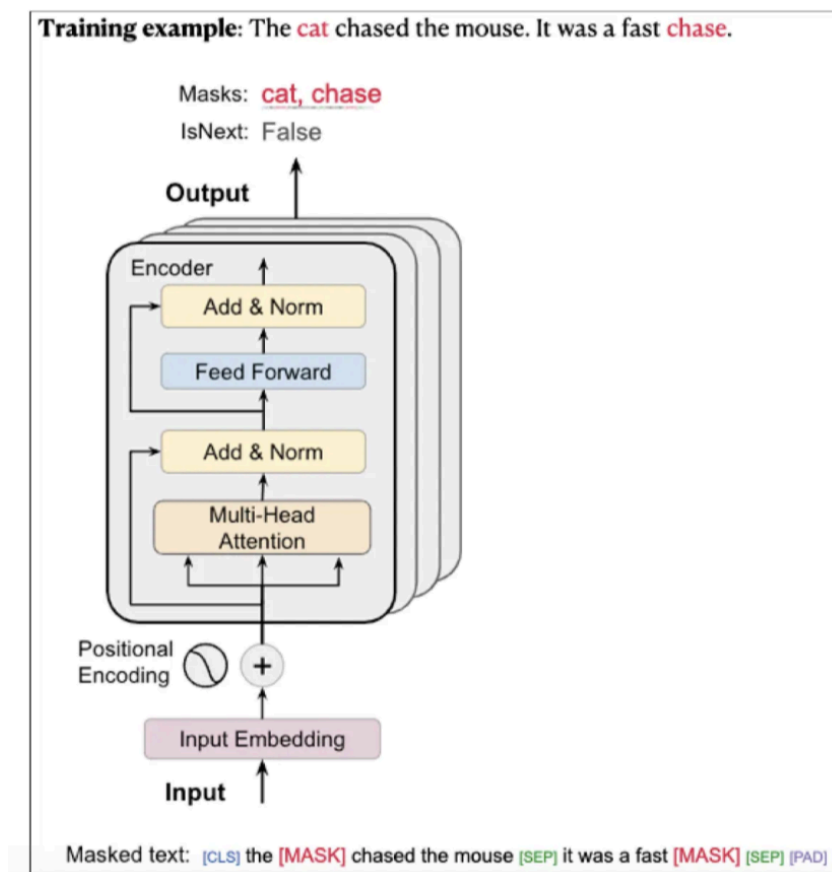 Training example: The cat chased the mouse. It was a fast chase.
Masks: cat, chase
IsNext: False
Output
Encoder
Add & Norm
Feed Forward
Add & Norm
Multi-Head
Attention
Positional
Encoding
+
Input Embedding
Input
Masked text: [CLS] the [MASK] chased the mouse [SEP] it was a fast [MASK] [SEP] [PAD]